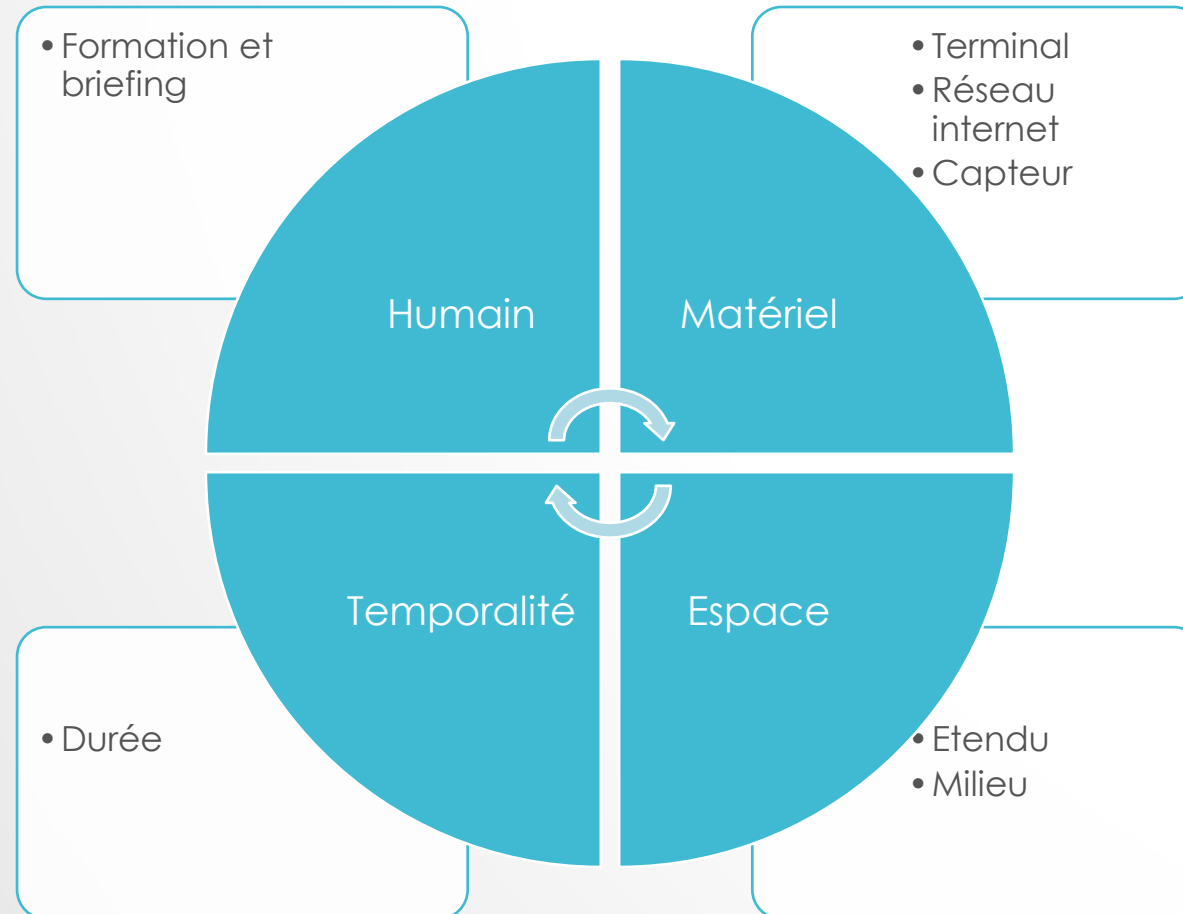 • Formation et
briefing
• Terminal
• Réseau
internet
• Capteur
Humain
Matériel
Temporalité
Espace
• Durée
• Etendu
• Milieu